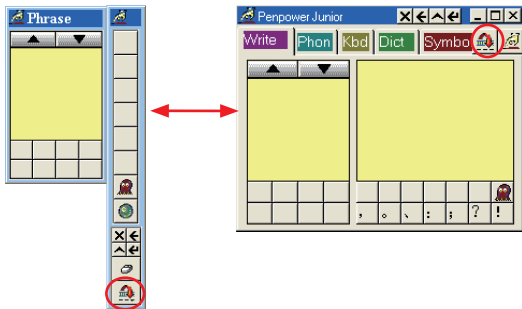 Phrase
Penpower Junior
Write Phon Kbd Dict Symbo
， 。 、 : ; ? !